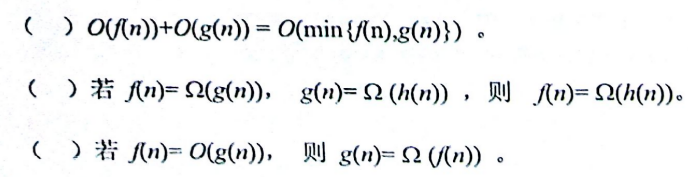 （ ）O(f(n))+O(g(n)) = O(min{f(n),g(n)}) 。
（ ）若 f(n)= Ω(g(n)), g(n)= Ω (h(n)) ，则 f(n)= Ω(h(n))。
（ ）若 f(n)= O(g(n)), 则 g(n)= Ω (f(n)) 。